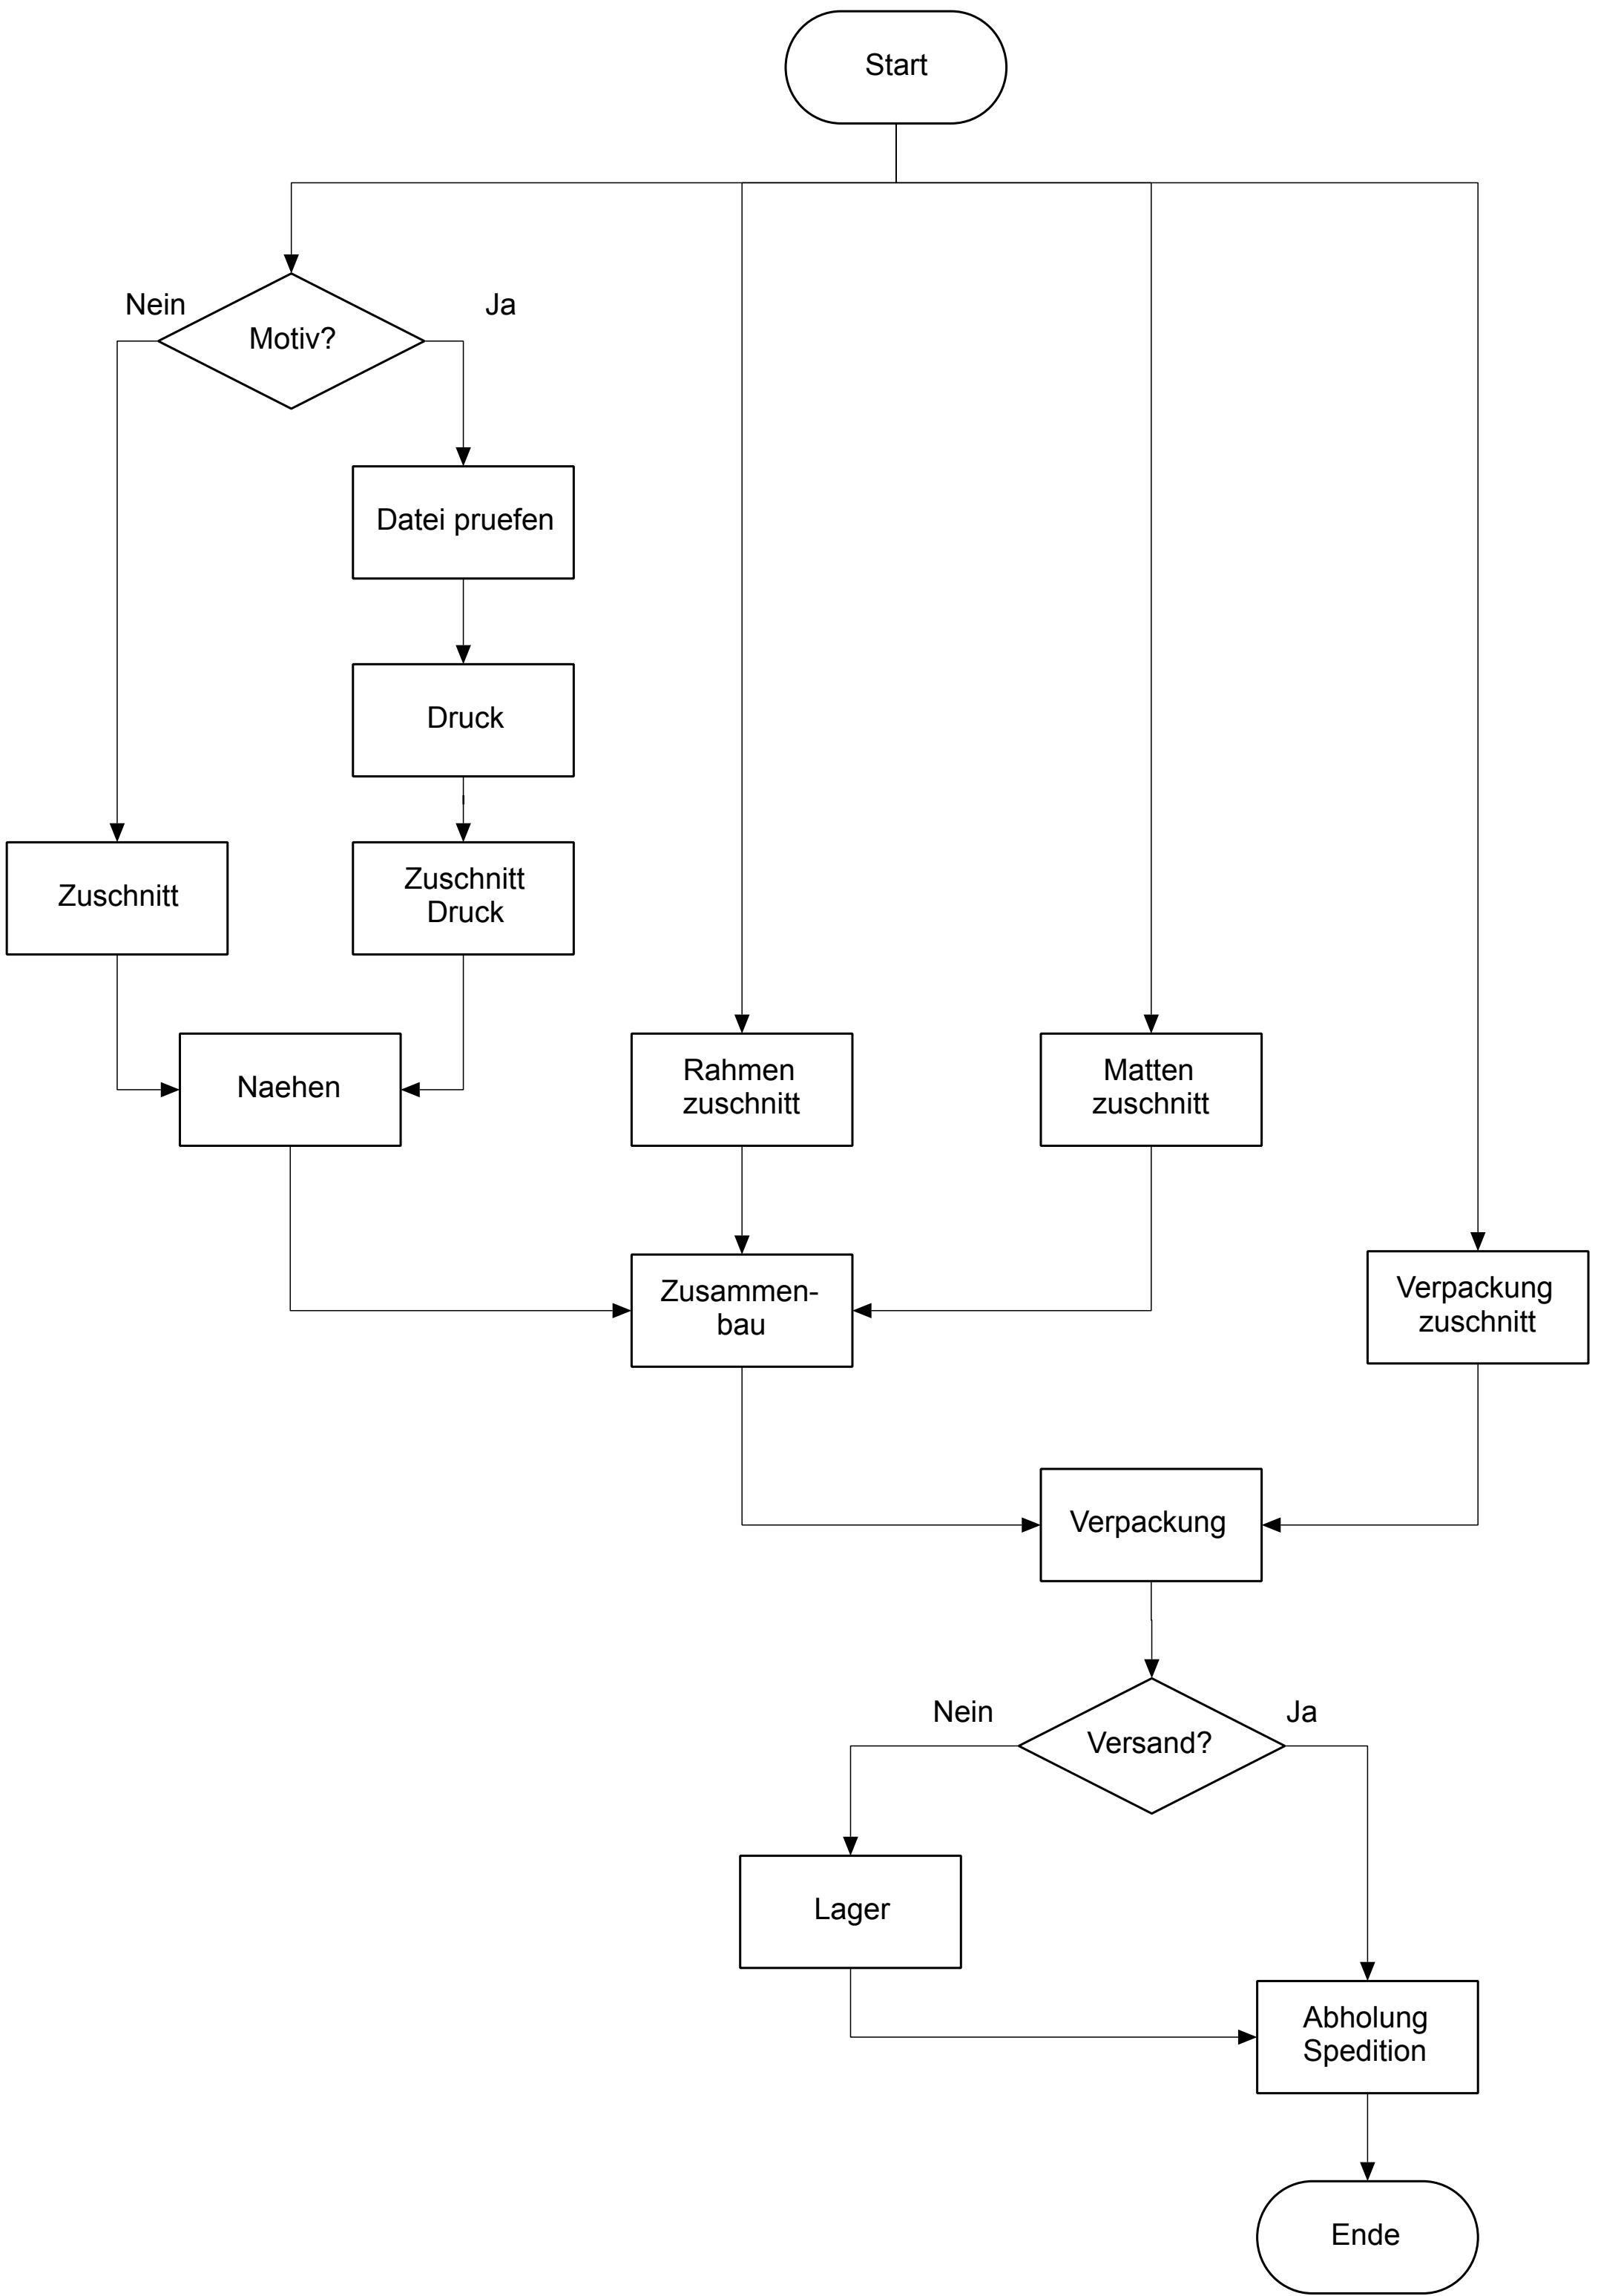 Start
Nein
Ja
Motiv?
Datei pruefen
Druck
Zuschnitt
Zuschnitt
Druck
Naehen
Rahmen
zuschnitt
Matten
zuschnitt
Zusammen-
bau
Verpackung
zuschnitt
Verpackung
Nein
Ja
Versand?
Lager
Abholung
Spedition
Ende